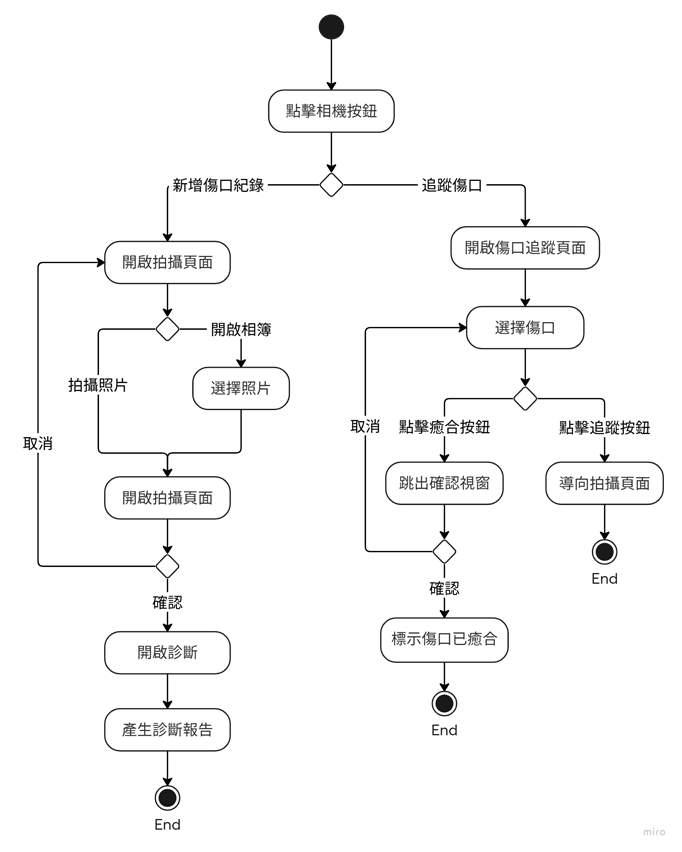 點擊相機按鈕
新增傷口紀錄
追蹤傷口
開啟拍攝頁面
開啟傷口追蹤頁面
開啟相簿
選擇傷口
拍攝照片
選擇照片
取消
取消
點擊癒合按鈕
點擊追蹤按鈕
開啟拍攝頁面
跳出確認視窗
導向拍攝頁面
End
確認
確認
開啟診斷
標示傷口已癒合
End
產生診斷報告
End
miro